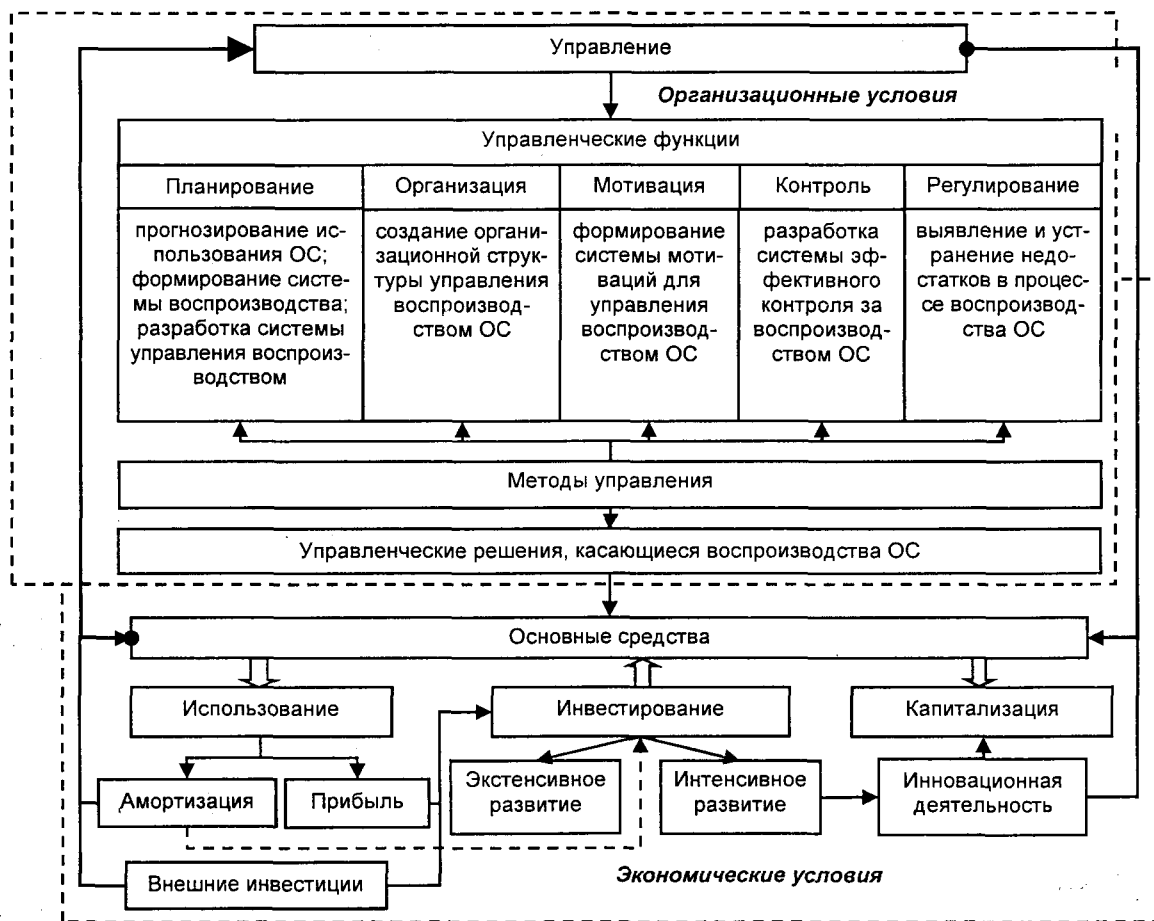 Управление
Организационные условия
Управленческие функции
Планирование
Организация
Мотивация
Контроль
Регулирование
прогнозирование ис-
пользования ОС;
формирование систе-
мы воспроизводства;
разработка системы
управления воспроиз-
водством
создание органи-
зационной струк-
туры управления
воспроизвод-
ством ОС
формирование
системы моти-
ваций для
управления
воспроизвод-
ством ОС
разработка
системы эф-
фективного
контроля за
воспроизвод-
ством ОС
выявление и уст-
ранение недо-
статков в процес-
се воспроизвод-
ства ОС
Методы управления
Управленческие решения, касающиеся воспроизводства ОС
Основные средства
Использование
Инвестирование
Капитализация
Амортизация
Прибыль
Экстенсивное
развитие
Интенсивное
развитие
Инновационная
деятельность
Внешние инвестиции
Экономические условия